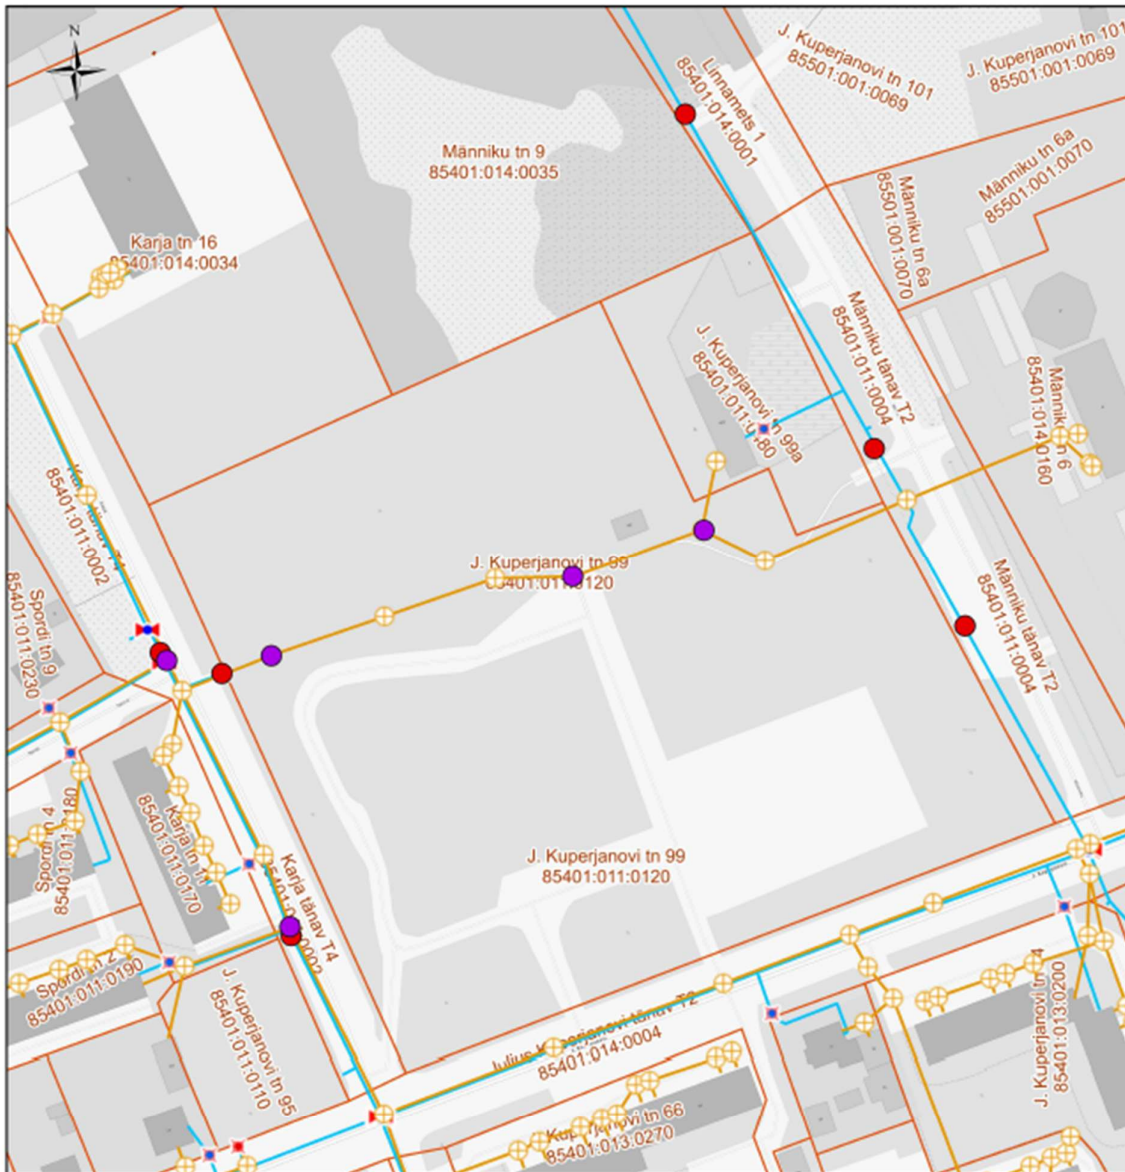 N
J. Kuperjanovi tn 101
85501:001:0069
J. Kuperjanovi tn 101
85501:001:0069
Linnamets 1
85401:014:0001
Männiku tn 9
85401:014:0035
Männiku tn 6a
85501:001:0070
Männiku tn 6a
85501:001:0070
Karja tn 16
85401:014:0034
Männiku tänav T2
85401:011:0004
J. Kuperjanovi tn 99a
Männiku tn 6
85401:014:0160
85401:011:0002
J. Kuperjanovi tn 99
85401:011:0120
Spordi tn 9
85401:011:0230
Männiku tänav T2
85401:011:0004
Spordi tn 4
Karja tn
85401:011:0170
J. Kuperjanovi tn 99
85401:011:0120
Karja tänav T4
Spordi tn 2
85401:011:0190
J. Kuperjanovi tn 95
85401:011:0110
85401:013:0200
Julius Kuperjanovi tänav T2
85401:014:0004
tn 66
85401:013:0270